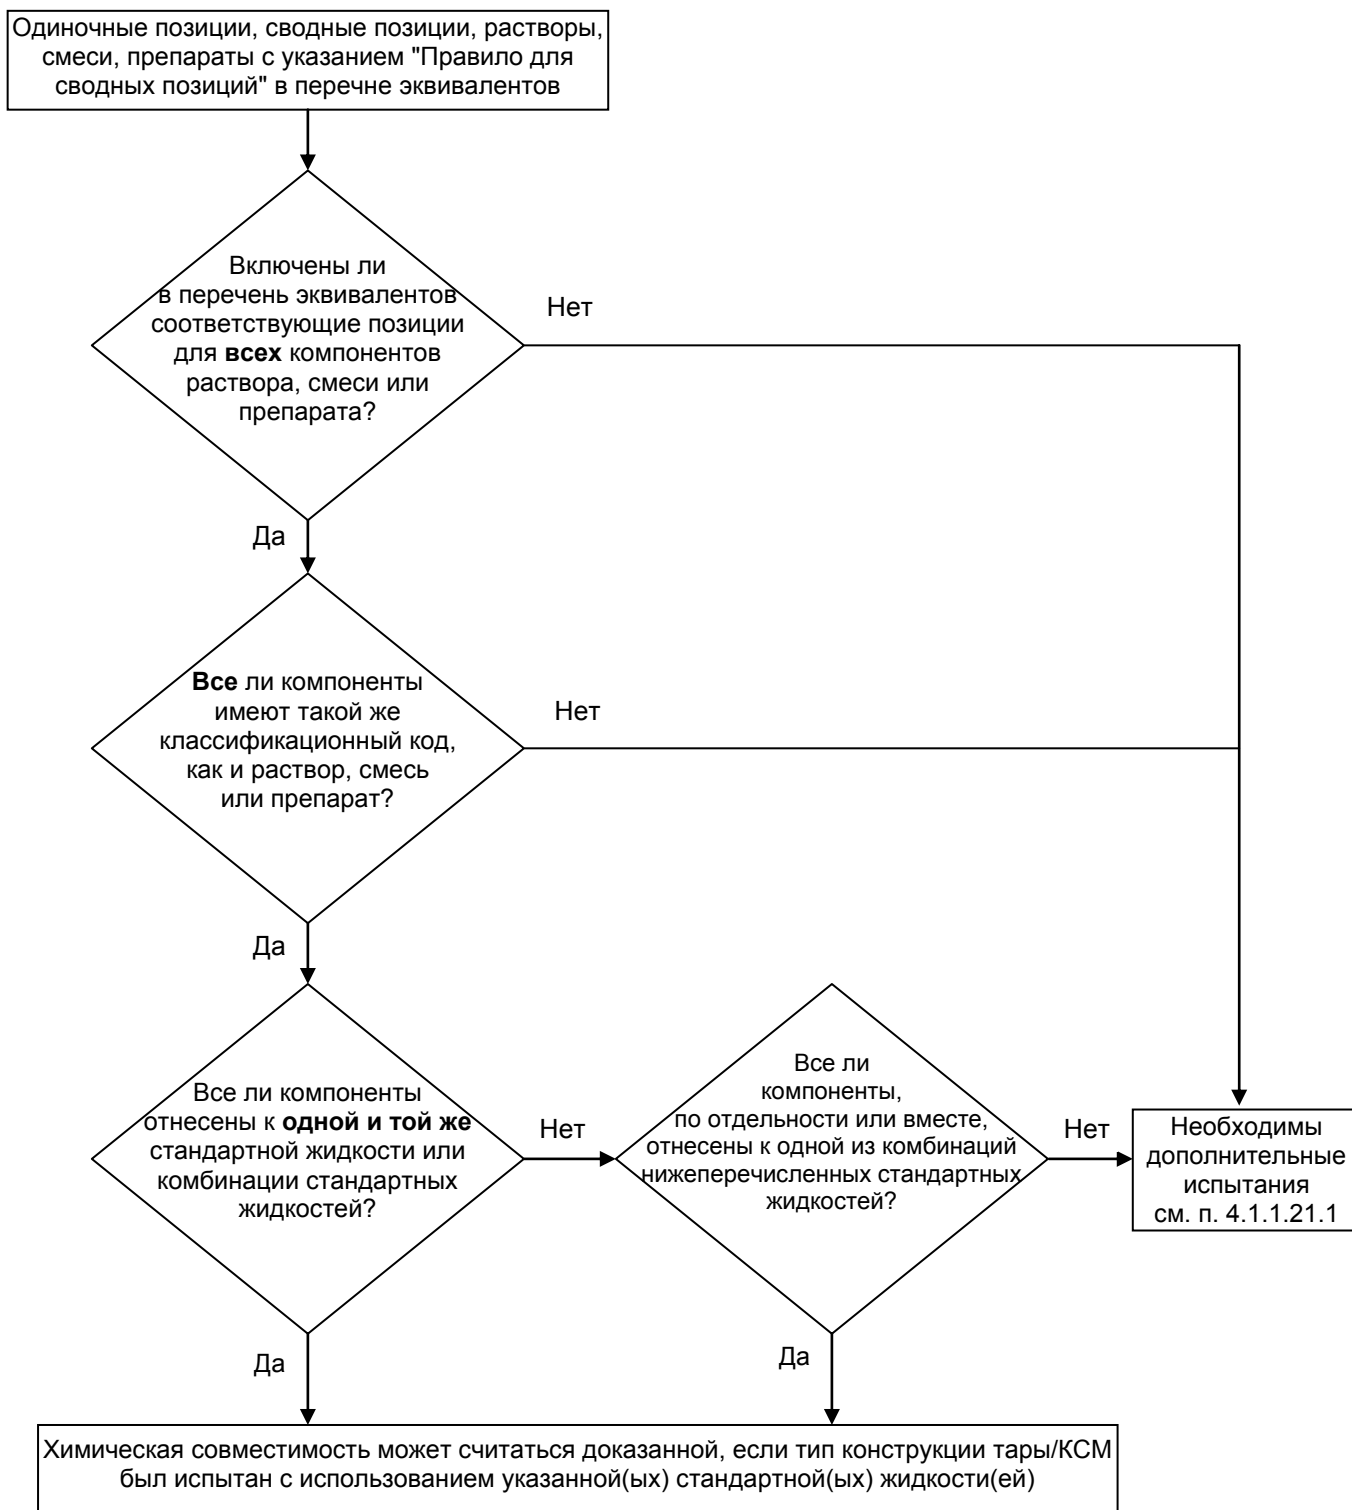 Одиночные позиции, сводные позиции, растворы,
смеси, препараты с указанием "Правило для
сводных позиций" в перечне эквивалентов
Включены ли
в перечень эквивалентов
соответствующие позиции
для всех компонентов
раствора, смеси или
препарата?
Нет
Да
Все ли компоненты
имеют такой же
классификационный код,
как и раствор, смесь
или препарат?
Нет
Да
Все ли компоненты
отнесены к одной и той же
стандартной жидкости или
комбинации стандартных
жидкостей?
Нет
Все ли
компоненты,
по отдельности или вместе,
отнесены к одной из комбинаций
нижеперечисленных стандартных
жидкостей?
Нет
Необходимы
дополнительные
испытания
см. п. 4.1.1.21.1
Да
Да
Химическая совместимость может считаться доказанной, если тип конструкции тары/КСМ
был испытан с использованием указанной(ых) стандартной(ых) жидкости(ей)